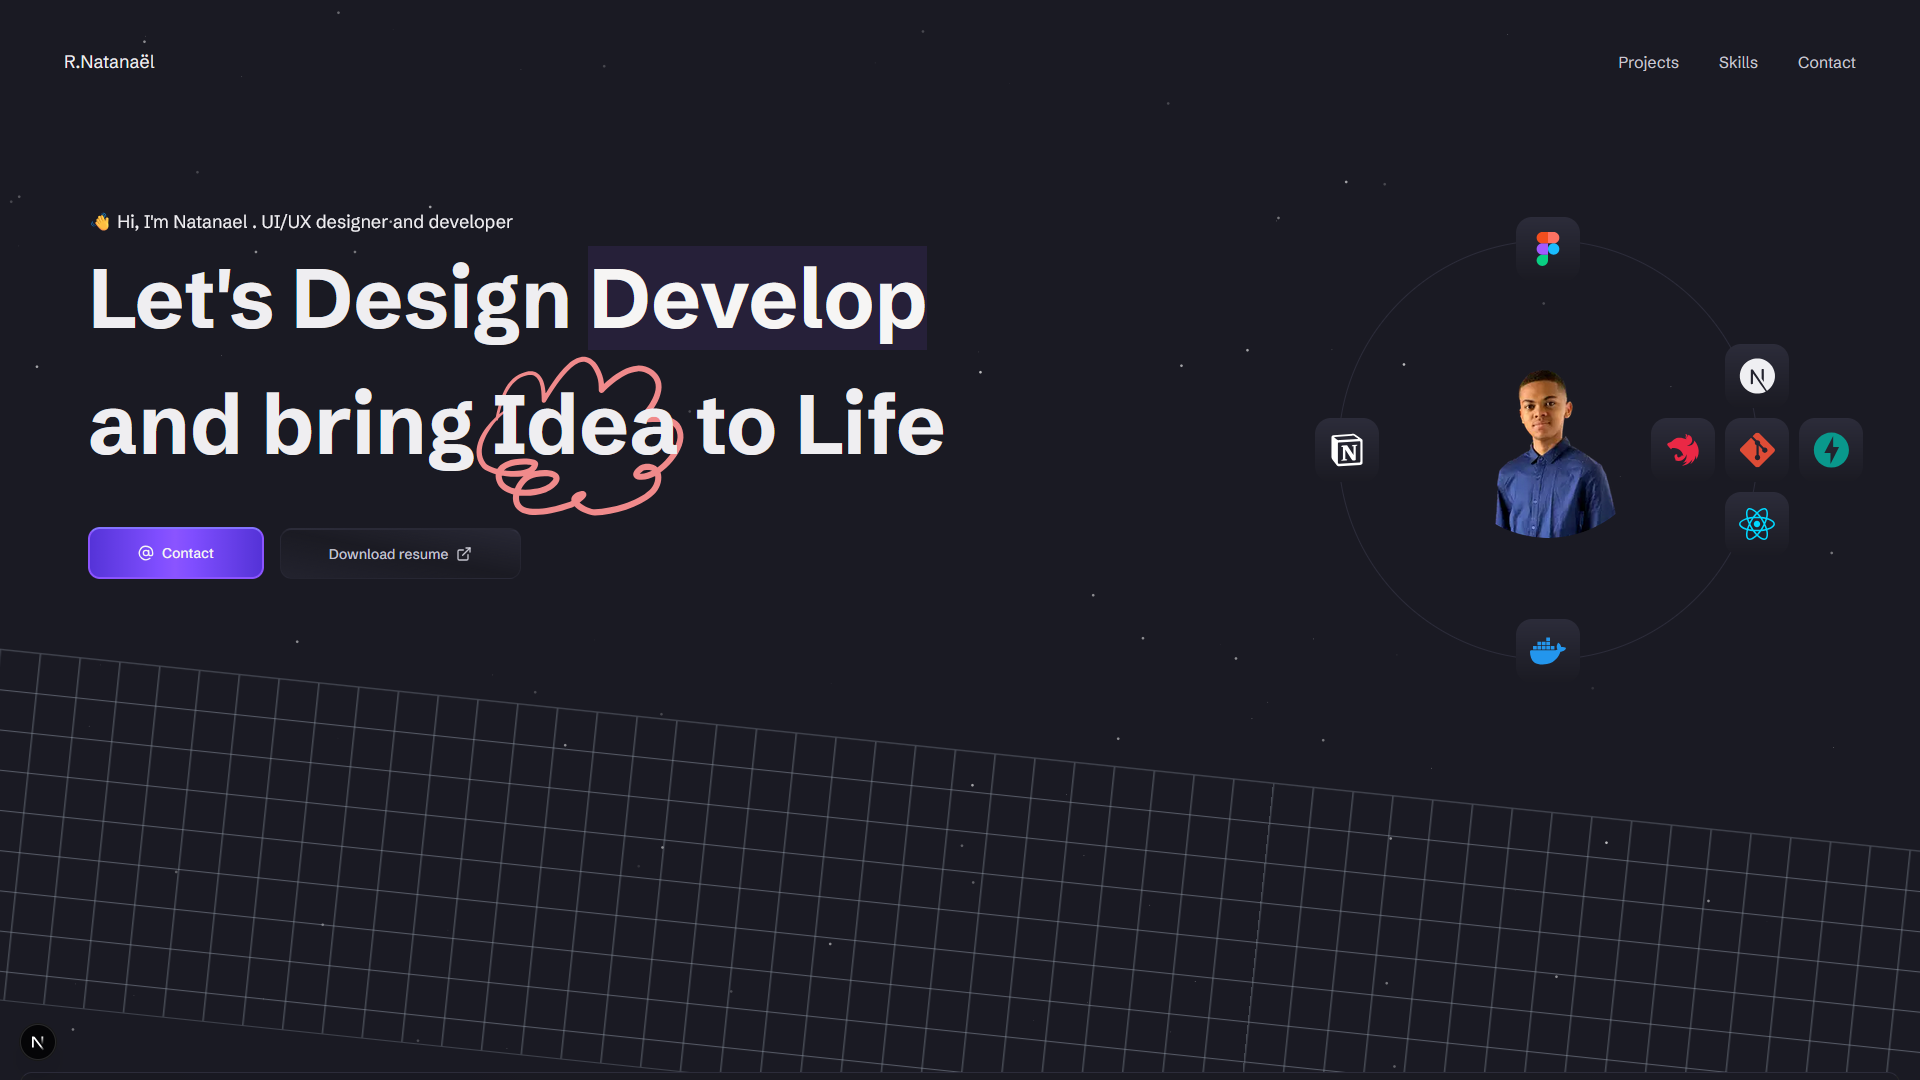 R.Natanaël
Projects
Skills
Contact
👋 Hi, I'm Natanael . UI/UX designer and developer
Let's Design Develop
and bring Idea to Life
Contact
Download resume